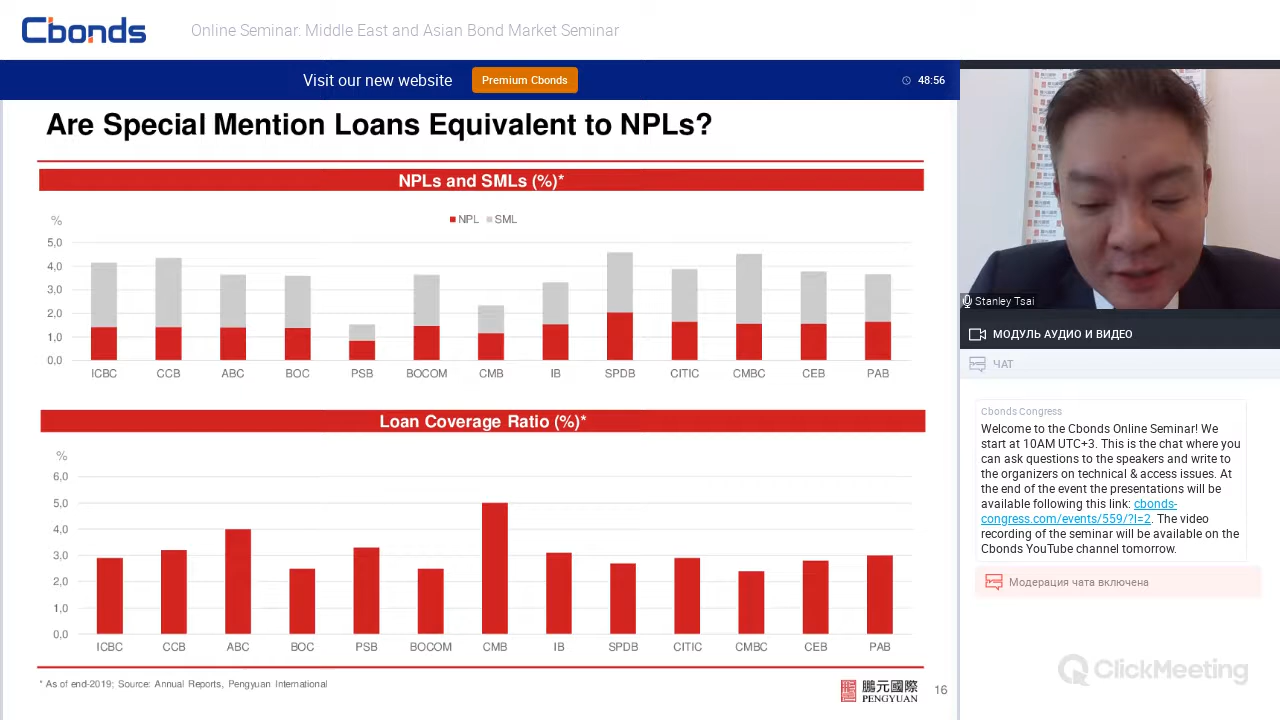 Cbonds
Online Seminar: Middle East and Asian Bond Market Seminar
Visit our new website
Premium Cbonds
48:56
Are Special Mention Loans Equivalent to NPLs?
NPLs and SMLs (%)*
%
NPL SML
5,0
4,0
3,0
2,0
1,0
0,0
ICBC CCB ABC BOC PSB BOCOM CMB IB SPDB CITIC CMBC CEB PAB
Loan Coverage Ratio (%)*
%
6,0
5,0
4,0
3,0
2,0
1,0
0,0
ICBC CCB ABC BOC PSB BOCOM CMB IB SPDB CITIC CMBC CEB PAB
* As of end-2019; Source: Annual Reports, Pengyuan International
鵬元國際
PENGYUAN
16
Stanley Tsai
МОДУЛЬ АУДИО И ВИДЕО
ЧАТ
Cbonds Congress
Welcome to the Cbonds Online Seminar! We
start at 10AM UTC+3. This is the chat where you
can ask questions to the speakers and write to
the organizers on technical & access issues. At
the end of the event the presentations will be
available following this link: cbonds-
congress.com/events/559/?l=2. The video
recording of the seminar will be available on the
Cbonds YouTube channel tomorrow.
Модерация чата включена
ClickMeeting